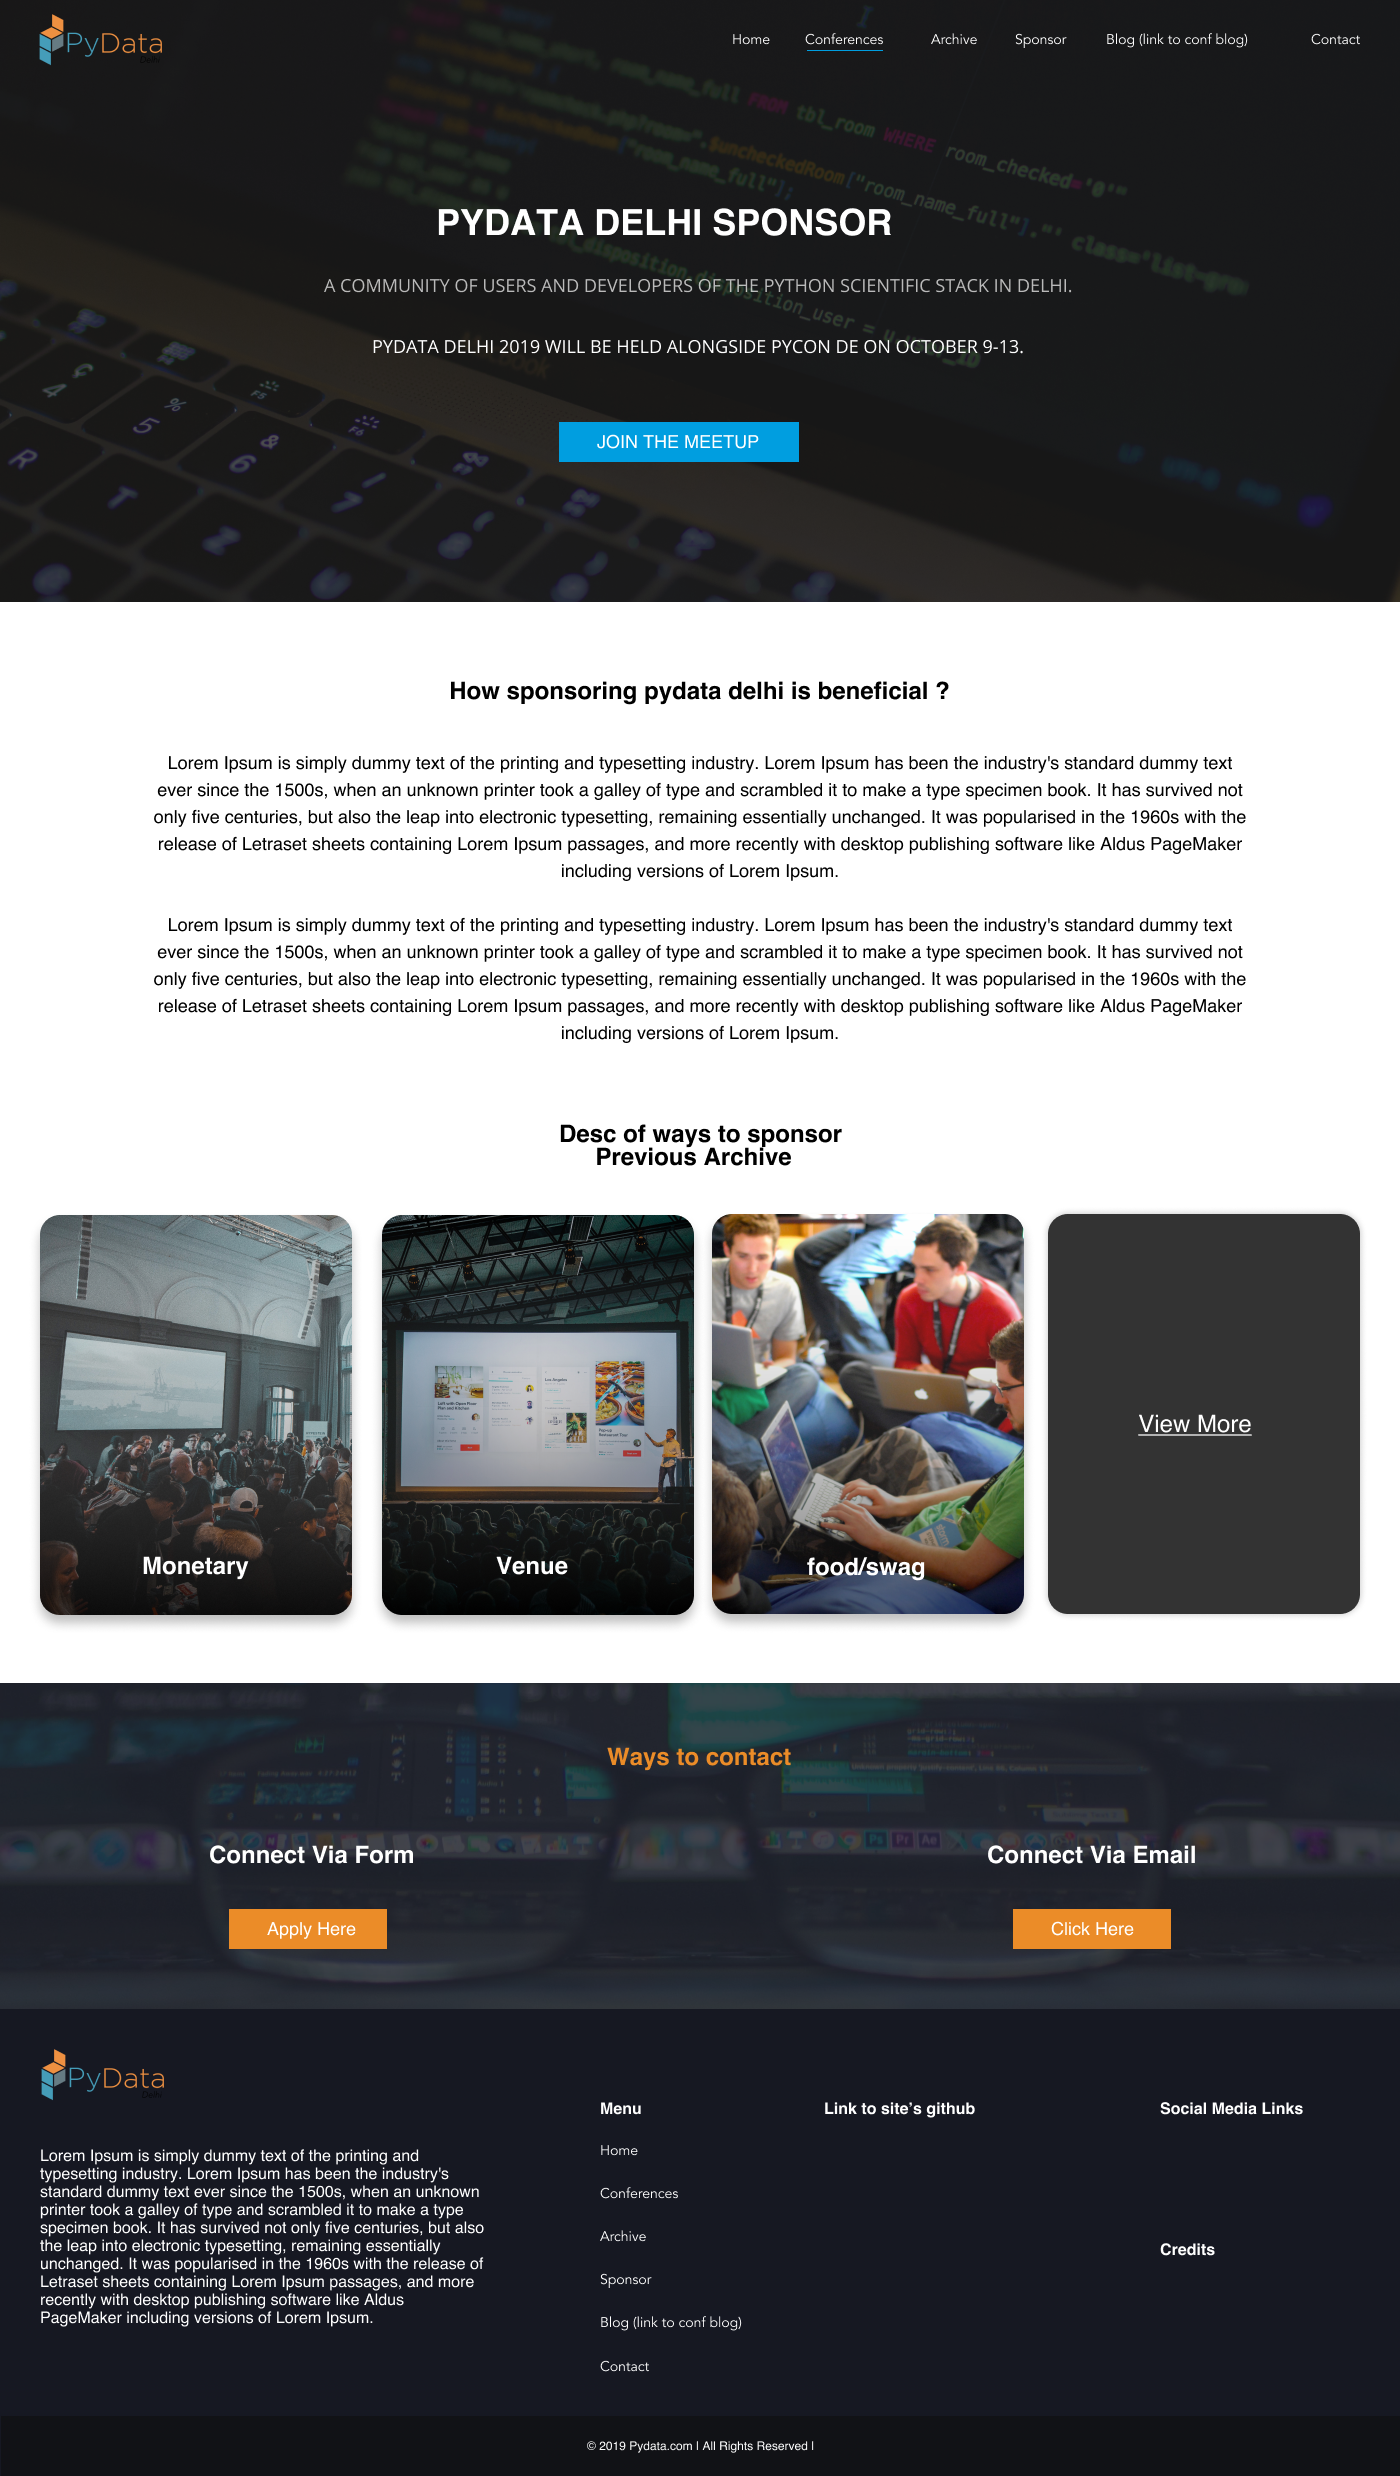 PyData
Delhi
Home Conferences Archive Sponsor Blog (link to conf blog) Contact
name_full FROM tbl_room WHERE room_checked='0'"
.$uncheckedRoom["room_name_full"]."' class='list-gro
["room_name_full"];
PYDATA DELHI SPONSOR
A COMMUNITY OF USERS AND DEVELOPERS OF THE PYTHON SCIENTIFIC STACK IN DELHI.
PYDATA DELHI 2019 WILL BE HELD ALONGSIDE PYCON DE ON OCTOBER 9-13.
JOIN THE MEETUP
How sponsoring pydata delhi is beneficial ?
Lorem Ipsum is simply dummy text of the printing and typesetting industry. Lorem Ipsum has been the industry's standard dummy text
ever since the 1500s, when an unknown printer took a galley of type and scrambled it to make a type specimen book. It has survived not
only five centuries, but also the leap into electronic typesetting, remaining essentially unchanged. It was popularised in the 1960s with the
release of Letraset sheets containing Lorem Ipsum passages, and more recently with desktop publishing software like Aldus PageMaker
including versions of Lorem Ipsum.
Lorem Ipsum is simply dummy text of the printing and typesetting industry. Lorem Ipsum has been the industry's standard dummy text
ever since the 1500s, when an unknown printer took a galley of type and scrambled it to make a type specimen book. It has survived not
only five centuries, but also the leap into electronic typesetting, remaining essentially unchanged. It was popularised in the 1960s with the
release of Letraset sheets containing Lorem Ipsum passages, and more recently with desktop publishing software like Aldus PageMaker
including versions of Lorem Ipsum.
Desc of ways to sponsor
Previous Archive
Monetary
Venue
food/swag
View More
Ways to contact
Connect Via Form
Connect Via Email
Apply Here
Click Here
PyData
Delhi
Lorem Ipsum is simply dummy text of the printing and
typesetting industry. Lorem Ipsum has been the industry's
standard dummy text ever since the 1500s, when an unknown
printer took a galley of type and scrambled it to make a type
specimen book. It has survived not only five centuries, but also
the leap into electronic typesetting, remaining essentially
unchanged. It was popularised in the 1960s with the release of
Letraset sheets containing Lorem Ipsum passages, and more
recently with desktop publishing software like Aldus
PageMaker including versions of Lorem Ipsum.
Menu
Home
Conferences
Archive
Sponsor
Blog (link to conf blog)
Contact
Link to site's github
Social Media Links
Credits
© 2019 Pydata.com | All Rights Reserved |